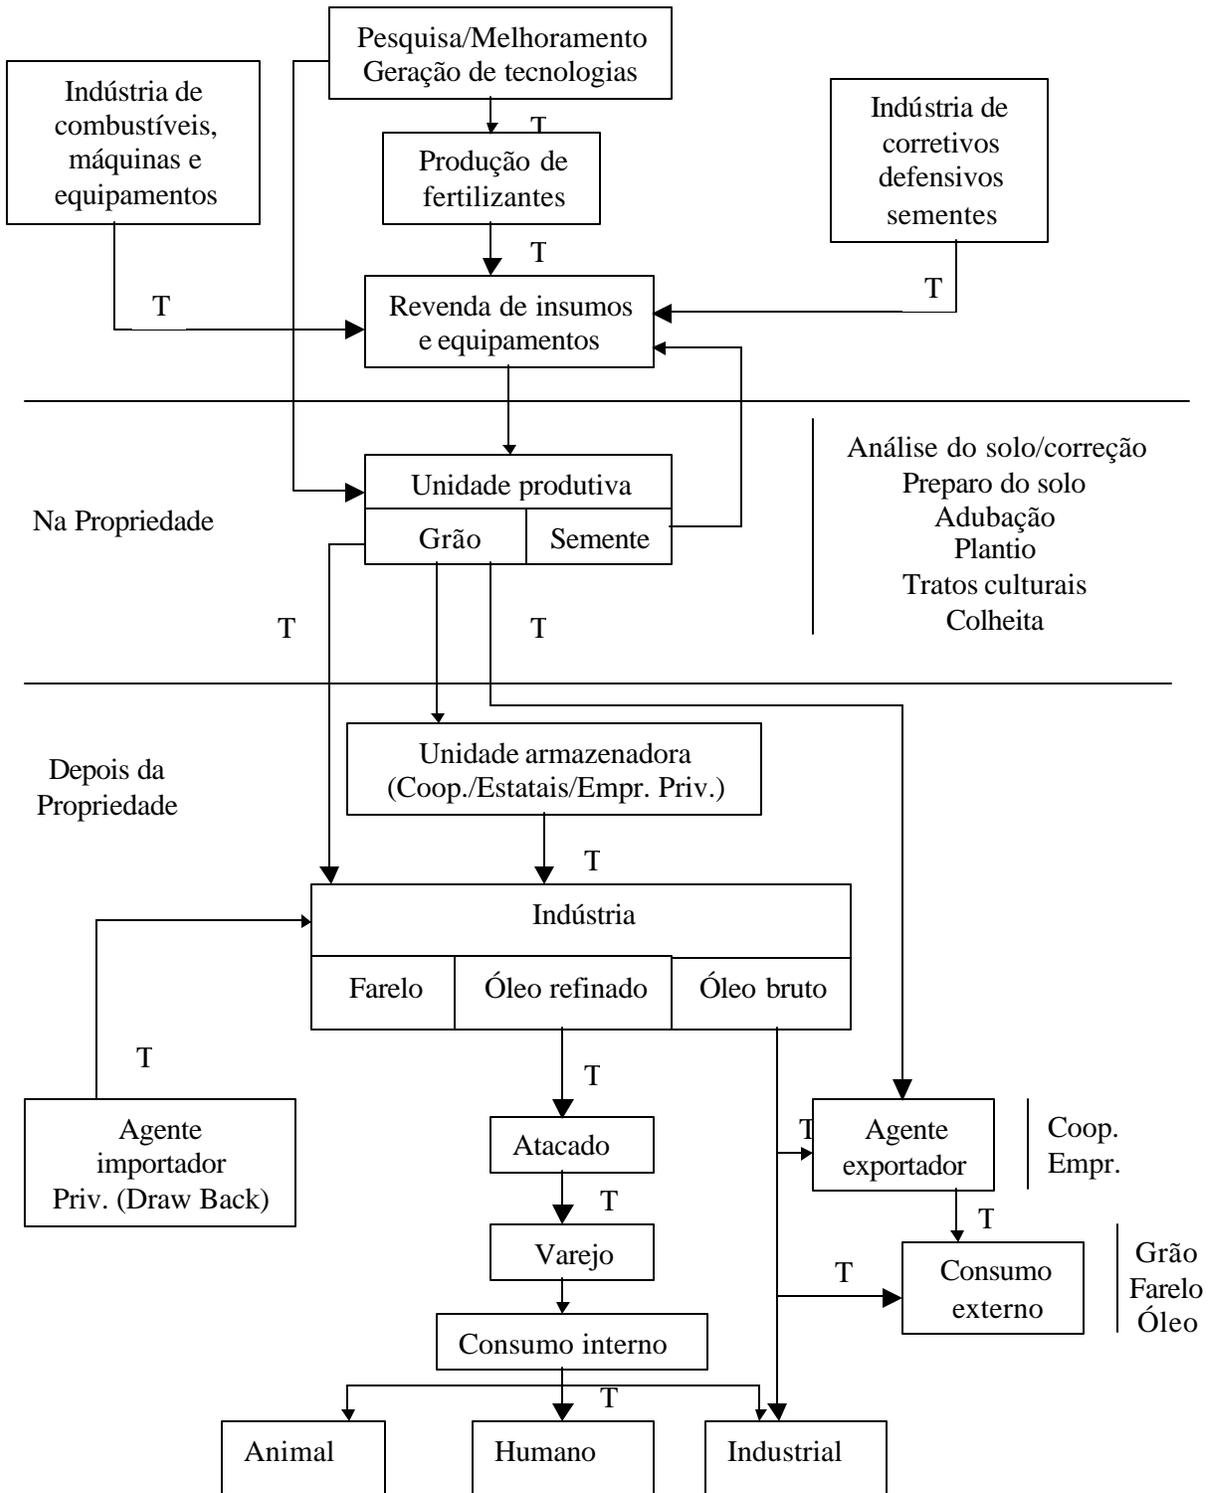 Pesquisa/Melhoramento
Geração de tecnologias
Indústria de
combustíveis,
máquinas e
equipamentos
Indústria de
corretivos
defensivos
sementes
T
Produção de
fertilizantes
T
T
T
Revenda de insumos
e equipamentos
Na Propriedade
Unidade produtiva
Grão
Semente
Análise do solo/correção
Preparo do solo
Adubação
Plantio
Tratos culturais
Colheita
T
T
Depois da
Propriedade
Unidade armazenadora
(Coop./Estatais/Empr. Priv.)
T
Indústria
Farelo
Óleo refinado
Óleo bruto
T
T
Agente
importador
Priv. (Draw Back)
Atacado
T
Agente
exportador
Coop.
Empr.
T
T
Varejo
T
Consumo
externo
Grão
Farelo
Óleo
Consumo interno
T
Animal
Humano
Industrial